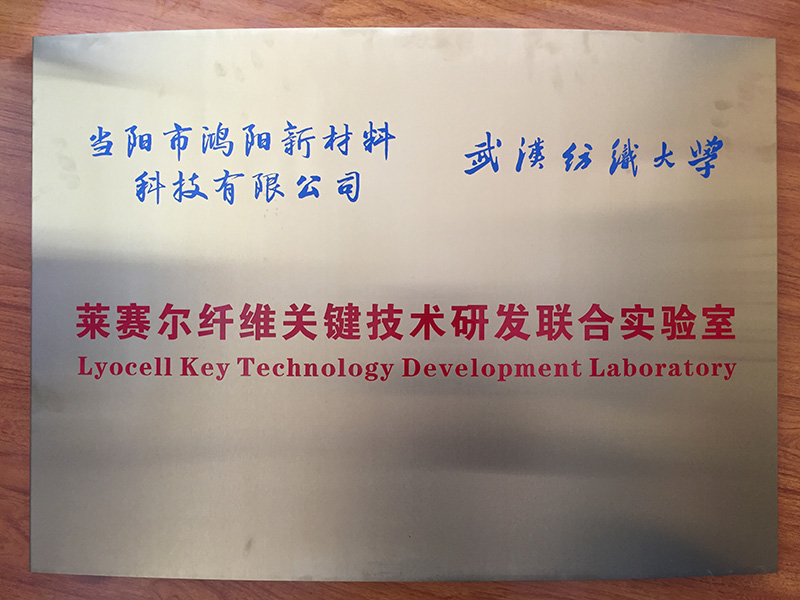 当阳市鸿阳新材料
科技有限公司
武漢纺織大学
莱赛尔纤维关键技术研发联合实验室
Lyocell Key Technology Development Laboratory